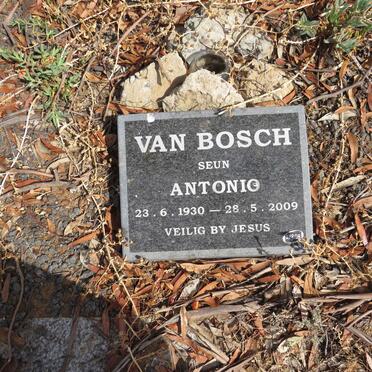 VAN BOSCH
SEUN
ANTONIO
23 . 6 . 1930 — 28 . 5 . 2009
VEILIG BY JESUS